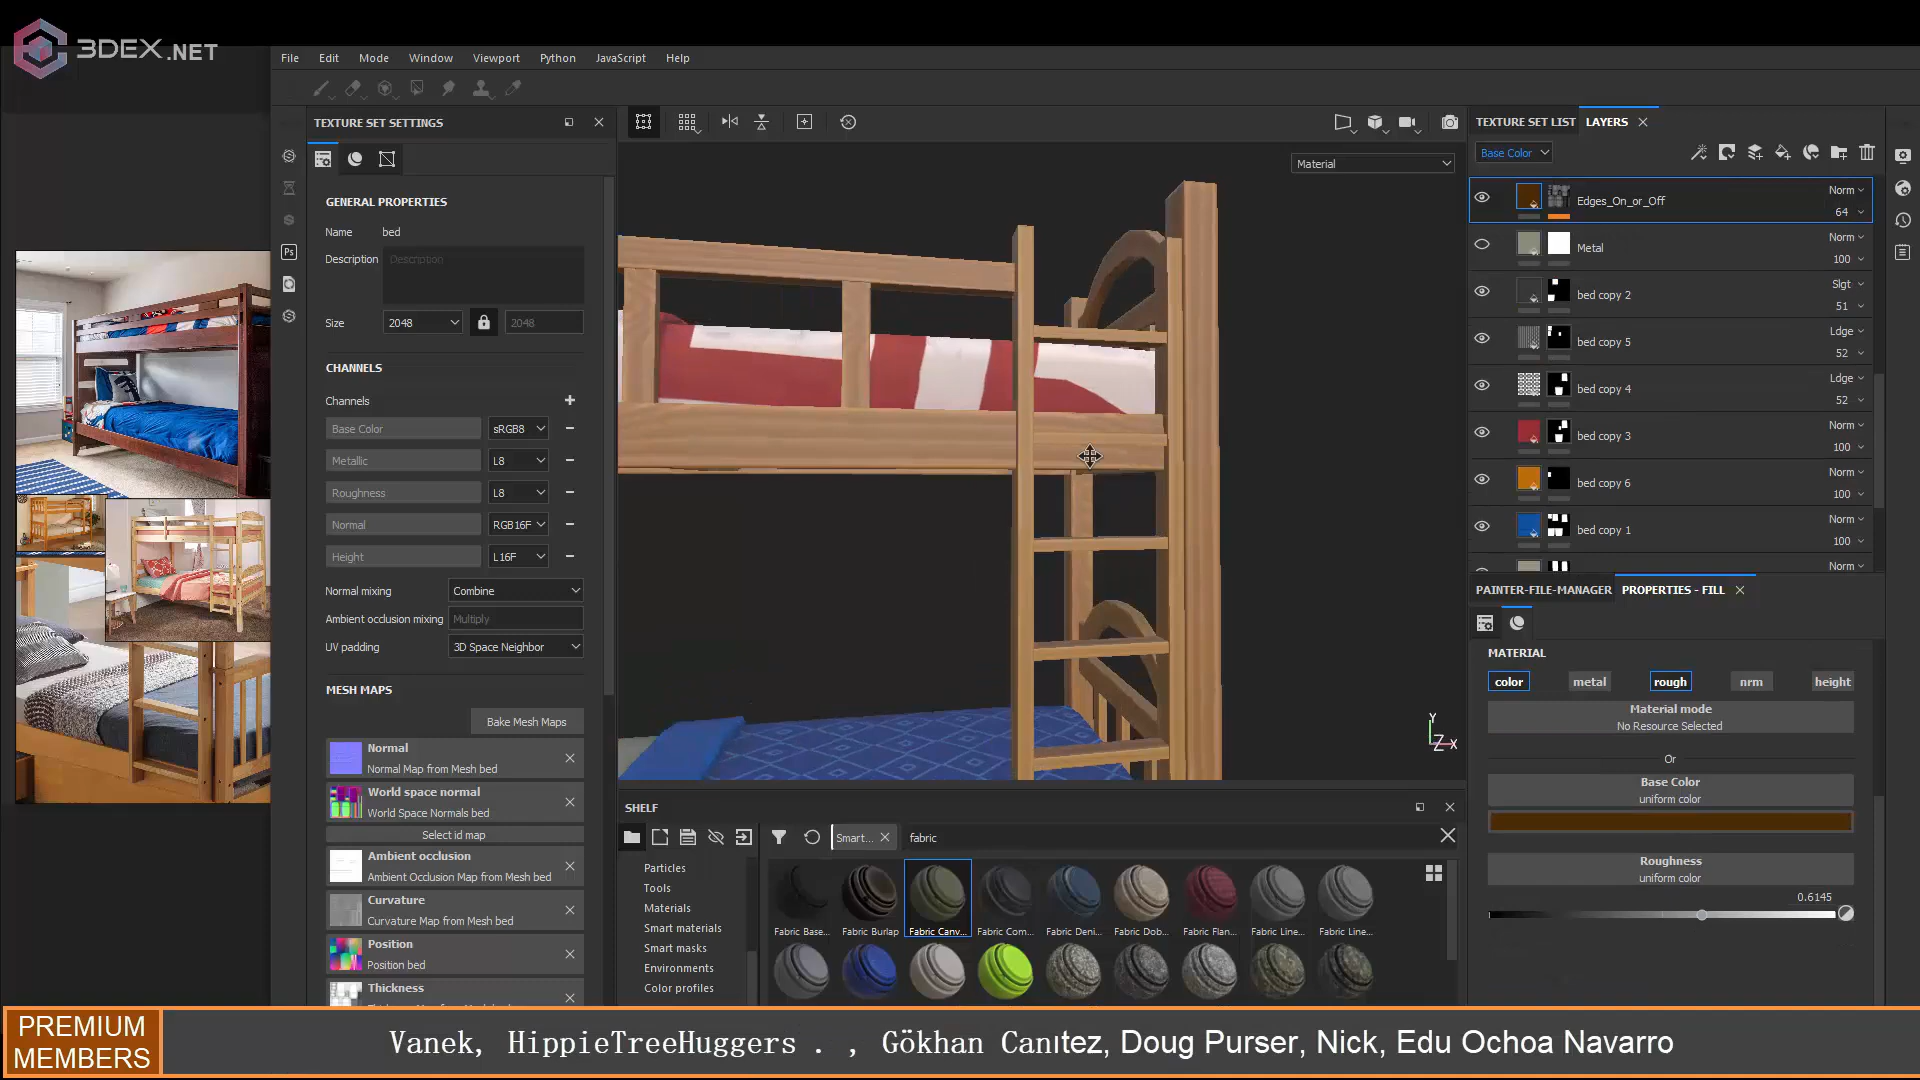 3DEX.NET
File Edit Mode Window Viewport Python JavaScript Help
TEXTURE SET SETTINGS
GENERAL PROPERTIES
Name bed
Description Description
Size 2048 2048
CHANNELS
Channels
Base Color sRGB8
Metallic L8
Roughness L8
Normal RGB16F
Height L16F
Normal mixing Combine
Ambient occlusion mixing Multiply
UV padding 3D Space Neighbor
MESH MAPS
Bake Mesh Maps
Normal
Normal Map from Mesh bed
World space normal
World Space Normals bed
Select id map
Ambient occlusion
Ambient Occlusion Map from Mesh bed
Curvature
Curvature Map from Mesh bed
Position
Position bed
Thickness
Ps
Material
Y
Z X
SHELF
Smart... fabric
Particles
Tools
Materials
Smart materials
Smart masks
Environments
Color profiles
Fabric Base... Fabric Burlap Fabric Canv... Fabric Com... Fabric Deni... Fabric Dob... Fabric Flan... Fabric Line... Fabric Line...
TEXTURE SET LIST LAYERS
Base Color
Edges_On_or_Off Norm 64
Metal Norm 100
bed copy 2 Slgt 51
bed copy 5 Ldge 52
bed copy 4 Ldge 52
bed copy 3 Norm 100
bed copy 6 Norm 100
bed copy 1 Norm 100
Norm
PAINTER-FILE-MANAGER PROPERTIES - FILL
MATERIAL
color metal rough nrm height
Material mode
No Resource Selected
Or
Base Color
uniform color
Roughness
uniform color
0.6145
PREMIUM
MEMBERS
Vanek, HippieTreeHuggers . , Gökhan Canıtez, Doug Purser, Nick, Edu Ochoa Navarro